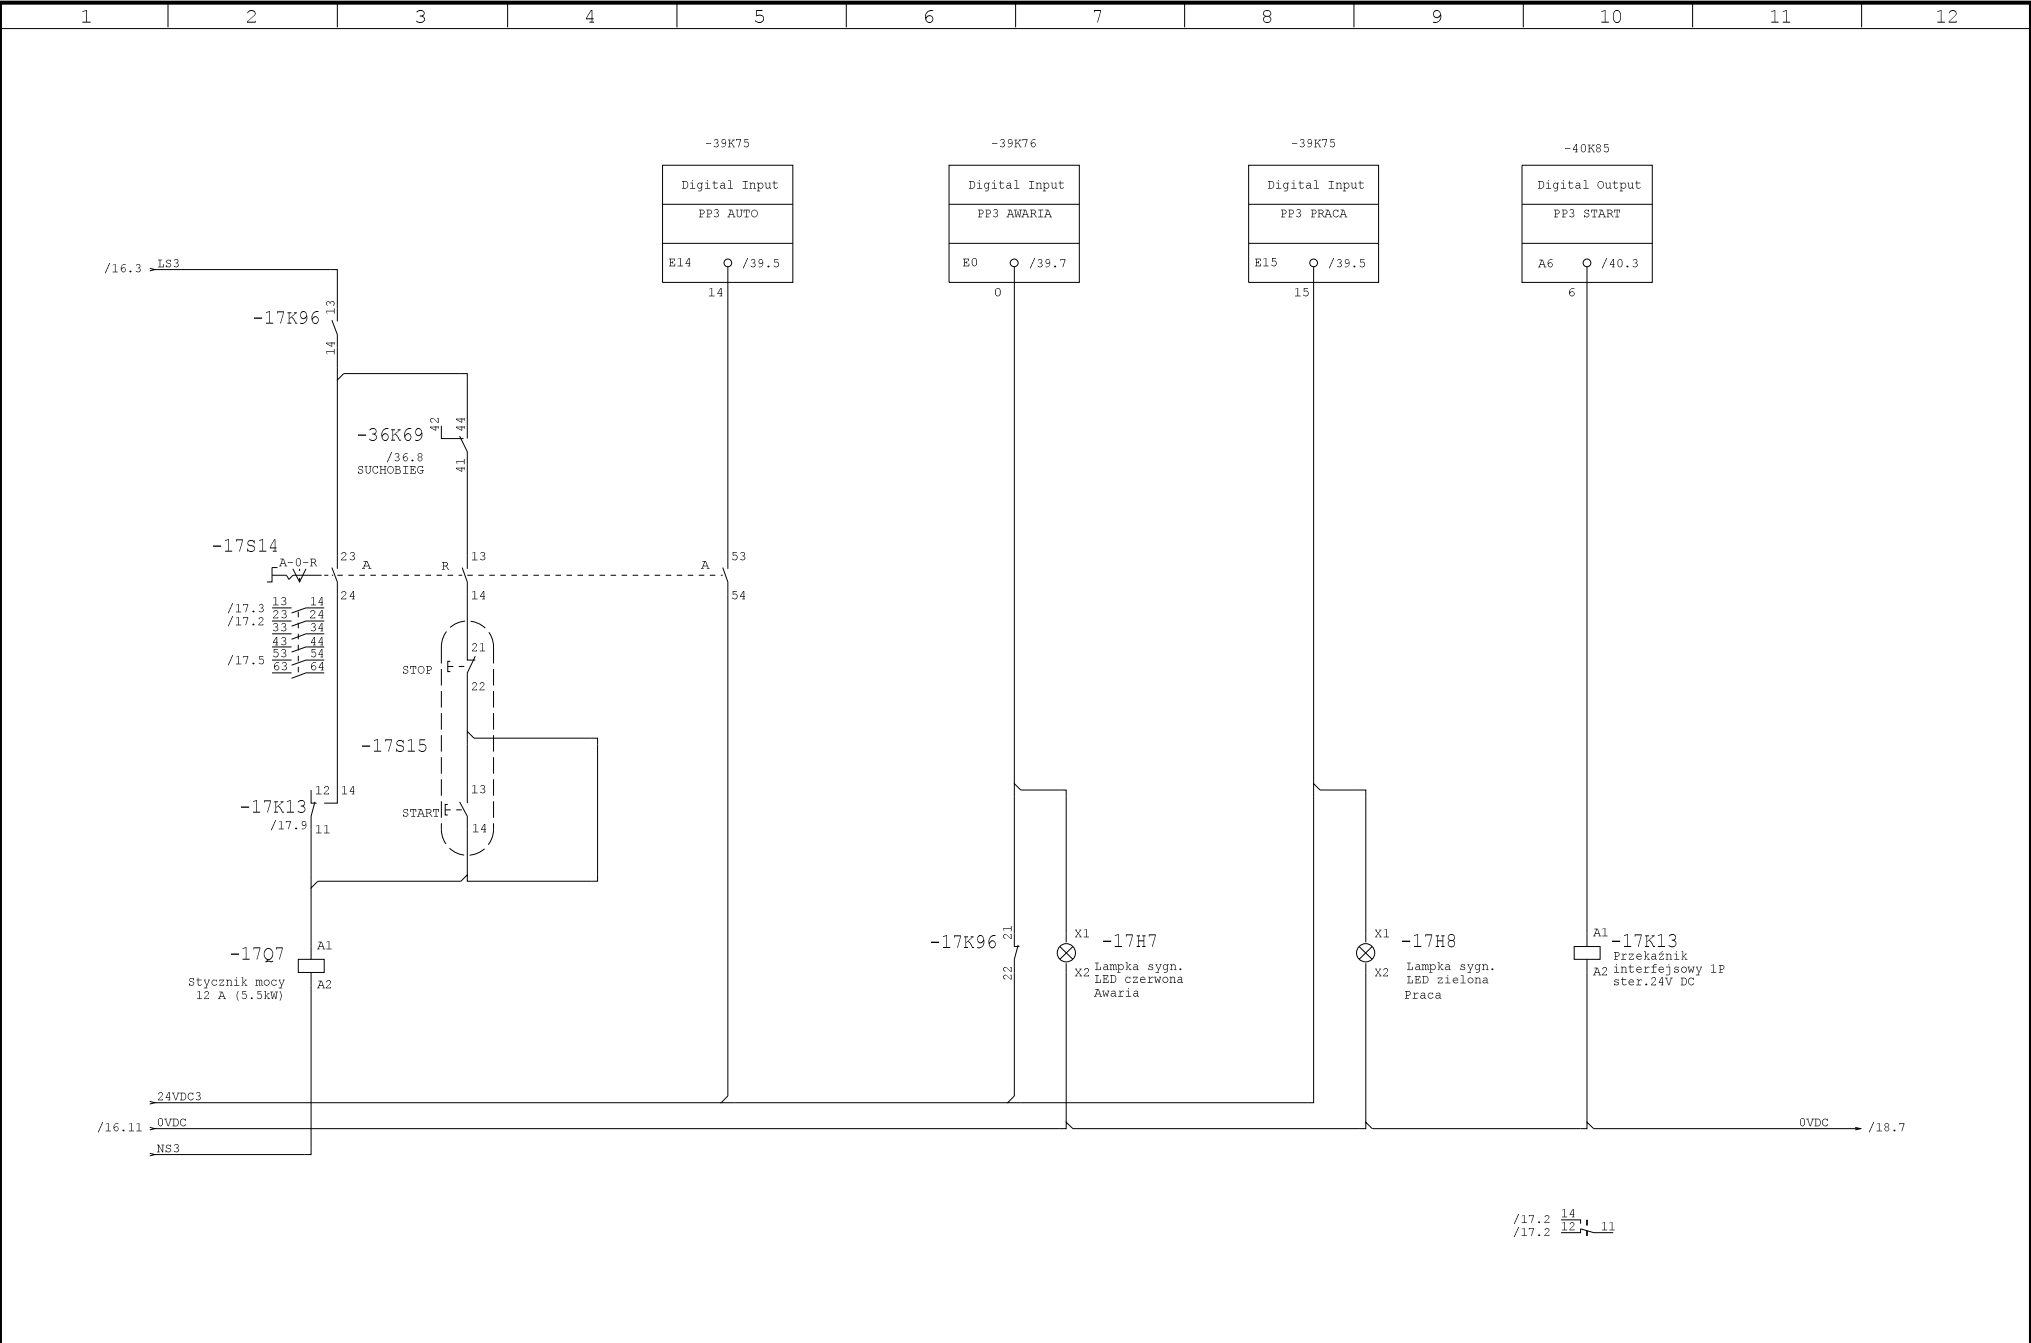 1 2 3 4 5 6 7 8 9 10 11 12
-39K75
Digital Input
PP3 AUTO
E14 /39.5
14
-39K76
Digital Input
PP3 AWARIA
E0 /39.7
0
-39K75
Digital Input
PP3 PRACA
E15 /39.5
15
-40K85
Digital Output
PP3 START
A6 /40.3
6
/16.3 LS3
13
-17K96
14
42 44
-36K69
/36.8
SUCHOBIEG
41
-17S14
A-0-R
23
A
24
R
13
14
A
53
54
/17.3 13 14
/17.2 23 24
33 34
43 44
/17.5 53 54
63 64
21
STOP
22
-17S15
13
START
14
12 14
-17K13
/17.9
11
-17Q7
A1
A2
Stycznik mocy
12 A (5.5kW)
21
-17K96
22
X1
-17H7
X2
Lampka sygn.
LED czerwona
Awaria
X1
-17H8
X2
Lampka sygn.
LED zielona
Praca
A1
-17K13
A2
Przekaźnik
interfejsowy 1P
ster.24V DC
24VDC3
/16.11 0VDC
0VDC /18.7
NS3
/17.2 14
/17.2 12 11